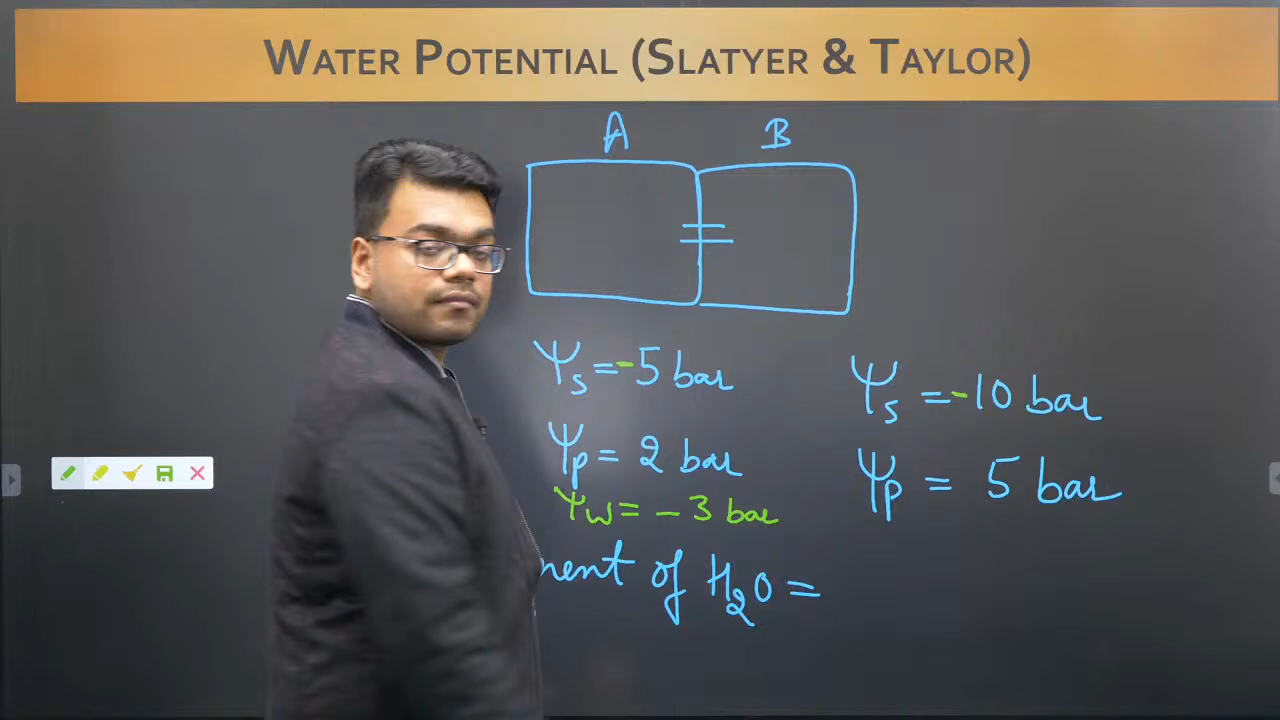 WATER POTENTIAL (SLATYER & TAYLOR)
A B
Ψs = -5 bar
Ψp = 2 bar
Ψw = -3 bar
Ψs = -10 bar
Ψp = 5 bar
of H2O =